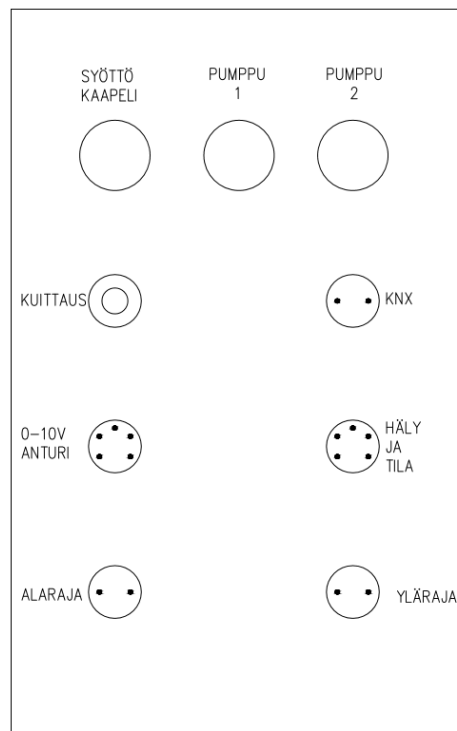 SYÖTTÖ
KAAPELI
PUMPPU
1
PUMPPU
2
KUITTAUS
KNX
0-10V
ANTURI
HÄLY
JA
TILA
ALARAJA
YLÄRAJA